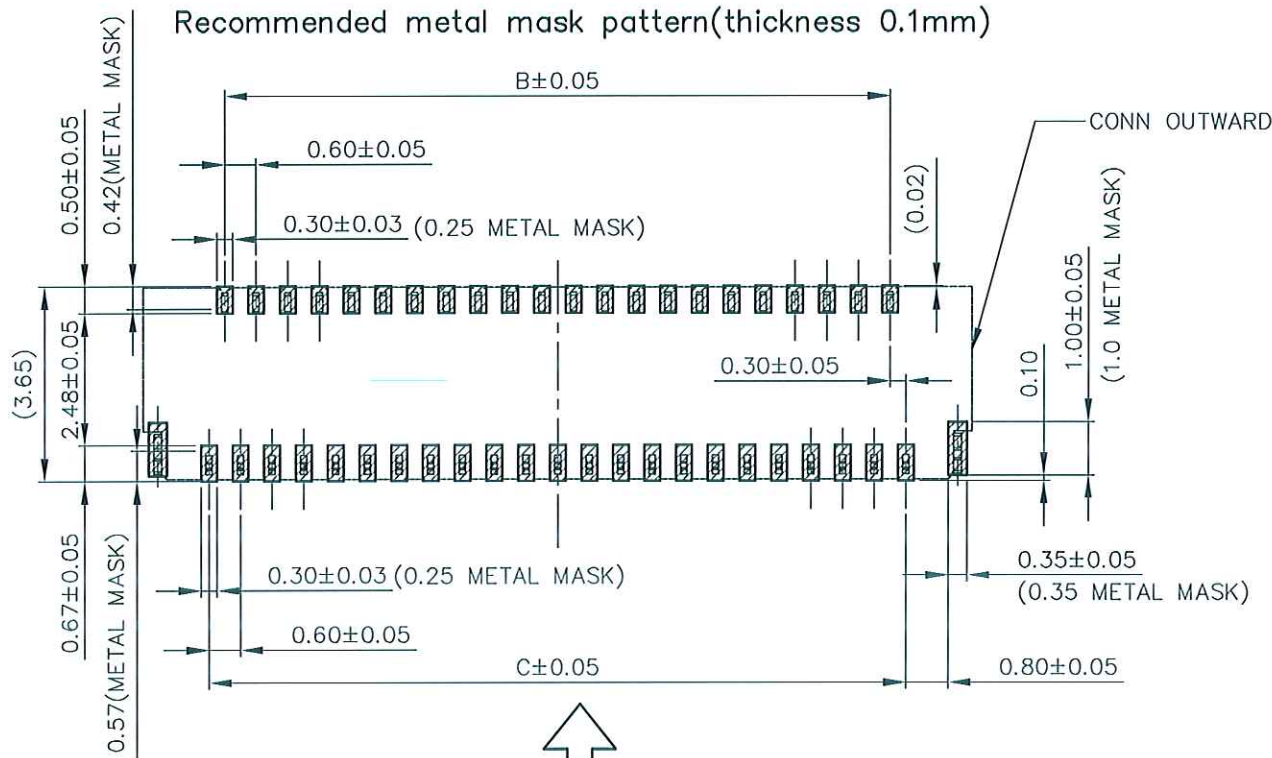 Recommended metal mask pattern(thickness 0.1mm)
B±0.05
CONN OUTWARD
0.60±0.05
0.50±0.05
0.42(METAL MASK)
0.30±0.03 (0.25 METAL MASK)
(0.02)
1.00±0.05
(1.0 METAL MASK)
0.30±0.05
0.10
(3.65)
2.48±0.05
0.67±0.05
0.57(METAL MASK)
0.30±0.03 (0.25 METAL MASK)
0.35±0.05
(0.35 METAL MASK)
0.60±0.05
C±0.05
0.80±0.05